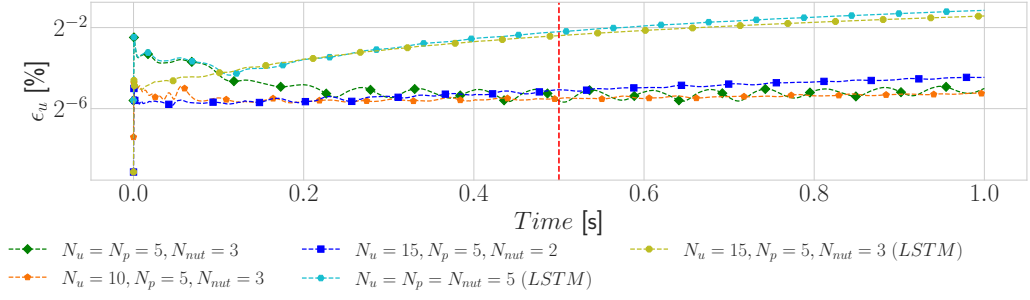 2⁻²
2⁻⁶
ϵᵤ [%]
0.0 0.2 0.4 0.6 0.8 1.0
Time [s]
N_u = N_p = 5, N_nut = 3
N_u = 15, N_p = 5, N_nut = 2
N_u = 15, N_p = 5, N_nut = 3 (LSTM)
N_u = 10, N_p = 5, N_nut = 3
N_u = N_p = N_nut = 5 (LSTM)